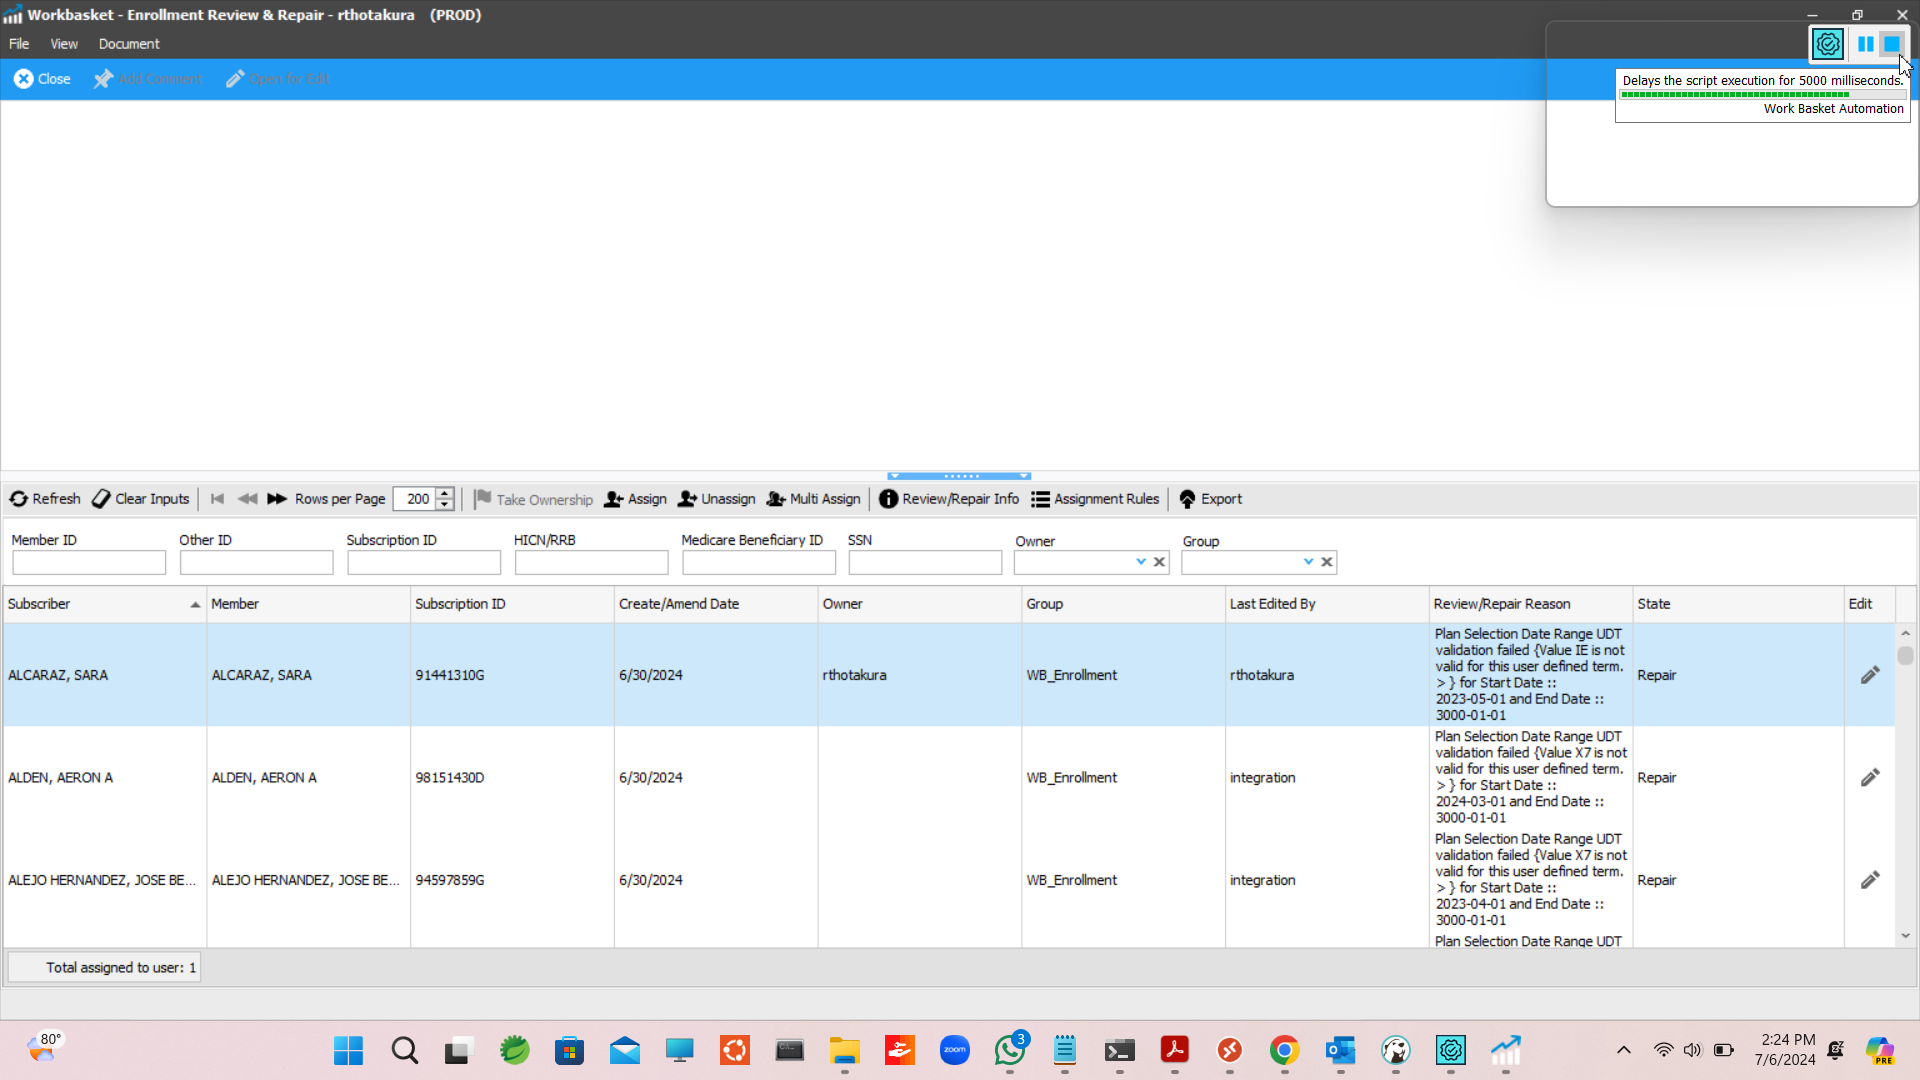 Workbasket - Enrollment Review & Repair - rthotakura (PROD)
File View Document
Close Add Comment Open for Edit
Delays the script execution for 5000 milliseconds.
Work Basket Automation
Refresh Clear Inputs Rows per Page 200 Take Ownership Assign Unassign Multi Assign Review/Repair Info Assignment Rules Export
Member ID Other ID Subscription ID HICN/RRB Medicare Beneficiary ID SSN Owner Group
Subscriber Member Subscription ID Create/Amend Date Owner Group Last Edited By Review/Repair Reason State Edit
Plan Selection Date Range UDT
validation failed {Value IE is not
valid for this user defined term.
ALCARAZ, SARA ALCARAZ, SARA 91441310G 6/30/2024 rthotakura WB_Enrollment rthotakura > } for Start Date :: Repair
2023-05-01 and End Date ::
3000-01-01
Plan Selection Date Range UDT
validation failed {Value X7 is not
valid for this user defined term.
ALDEN, AERON A ALDEN, AERON A 98151430D 6/30/2024 WB_Enrollment integration > } for Start Date :: Repair
2024-03-01 and End Date ::
3000-01-01
Plan Selection Date Range UDT
validation failed {Value X7 is not
valid for this user defined term.
ALEJO HERNANDEZ, JOSE BE... ALEJO HERNANDEZ, JOSE BE... 94597859G 6/30/2024 WB_Enrollment integration > } for Start Date :: Repair
2023-04-01 and End Date ::
3000-01-01
Plan Selection Date Range UDT
Total assigned to user: 1
80°
zoom
3
2:24 PM
7/6/2024
PRE